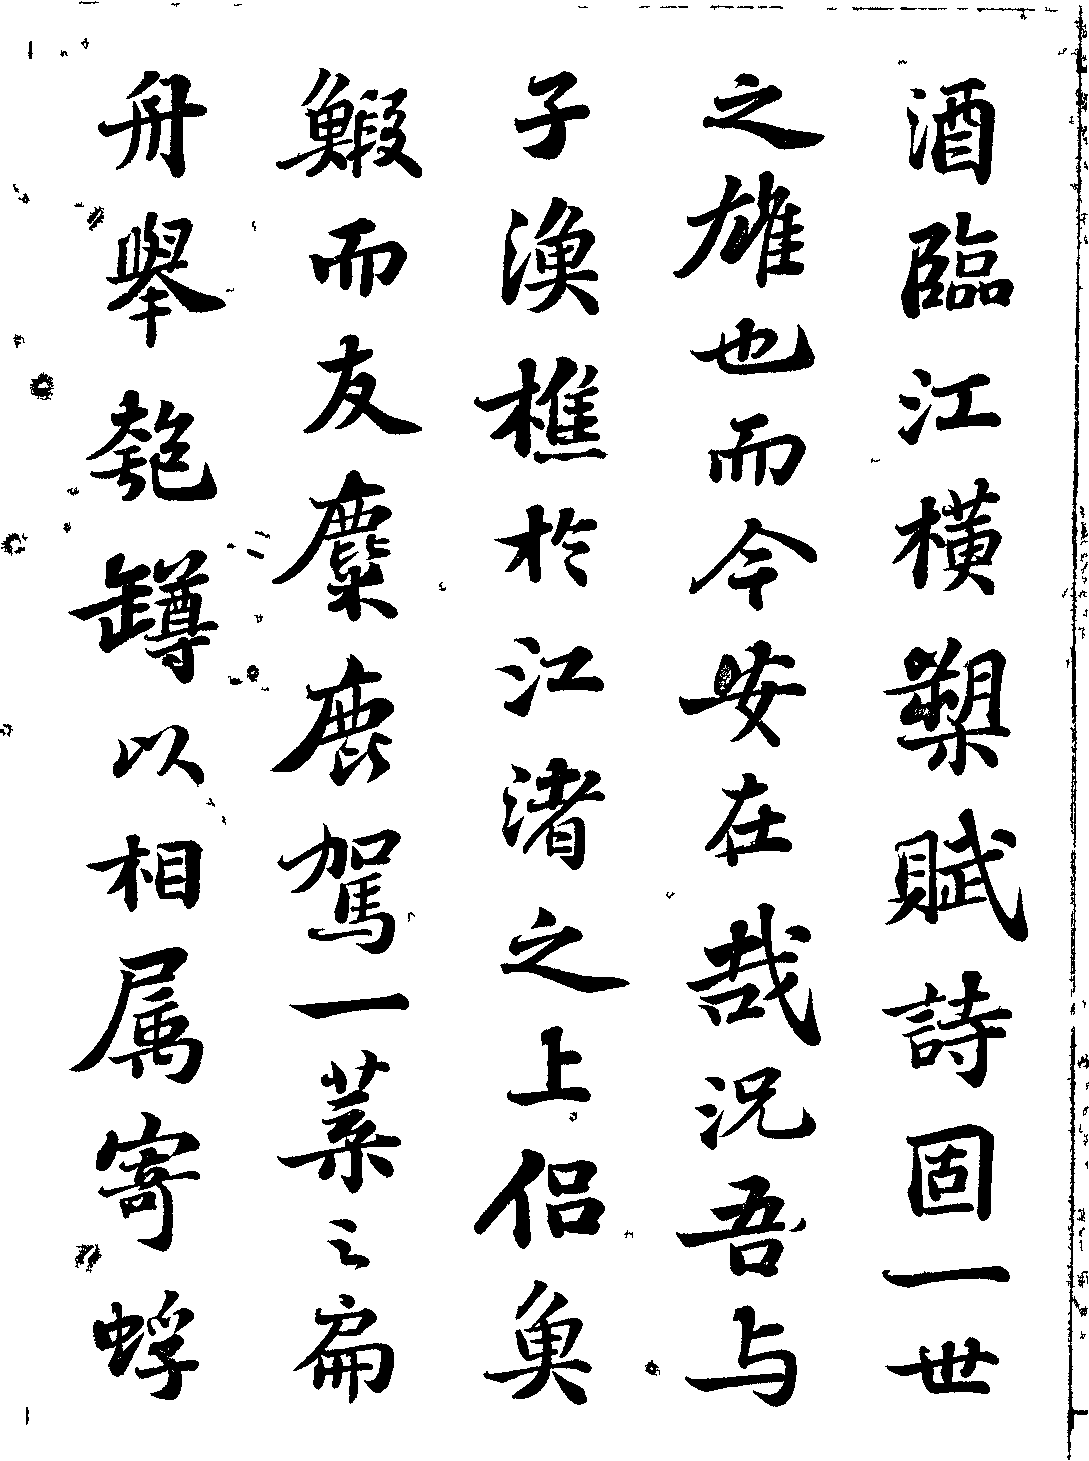 酒臨江橫槊賦詩固一世
之雄也而今安在哉況吾与
子漁樵於江渚之上侶魚
鰕而友麋鹿駕一葉之扁
舟舉匏罇以相属寄蜉